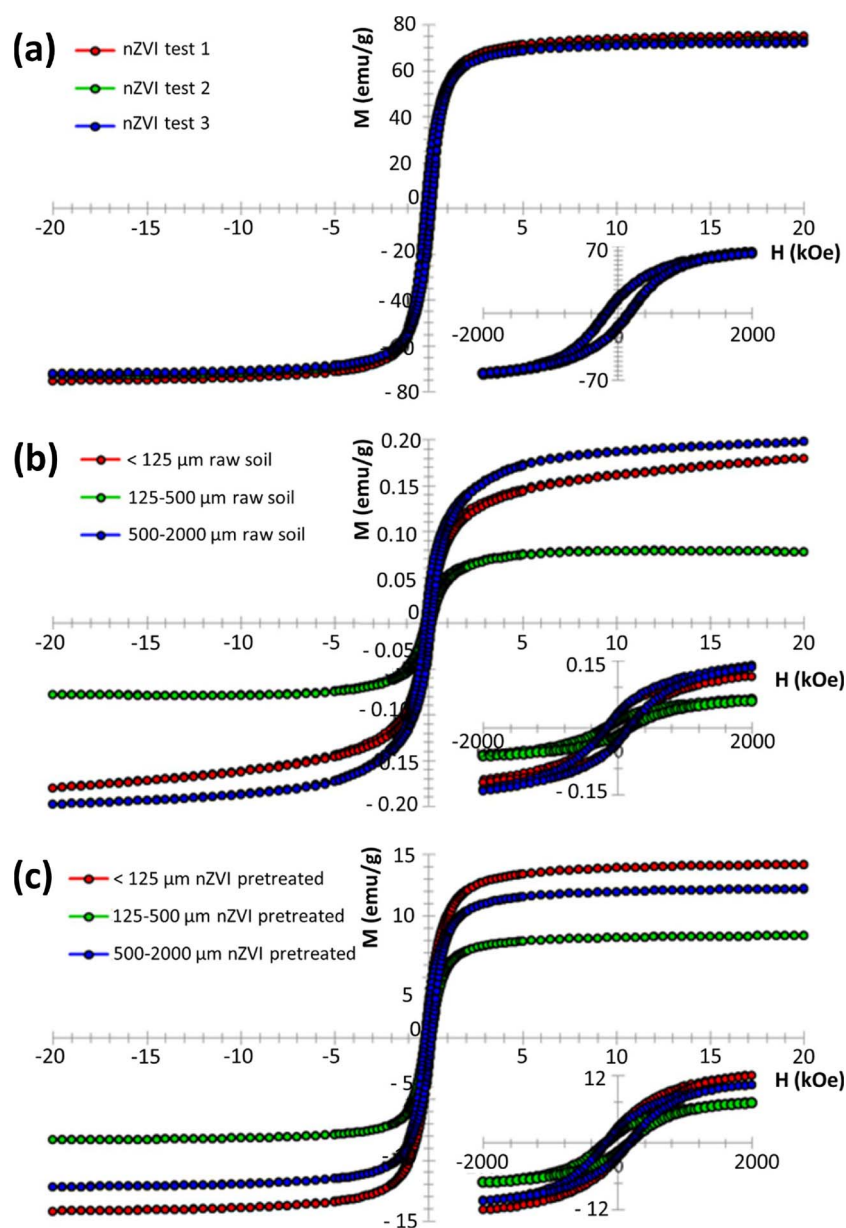 (a)
nZVI test 1
nZVI test 2
nZVI test 3
M (emu/g)
80
60
40
20
0
-20 -15 -10 -5 5 10 15 20
H (kOe)
- 20
- 40
- 80
70
-2000 0 2000
-70
(b)
< 125 µm raw soil
125-500 µm raw soil
500-2000 µm raw soil
M (emu/g)
0.20
0.15
0.10
0.05
0
-20 -15 -10 -5 5 10 15 20
H (kOe)
- 0.05
- 0.10
- 0.15
- 0.20
0.15
-2000 0 2000
- 0.15
(c)
< 125 µm nZVI pretreated
125-500 µm nZVI pretreated
500-2000 µm nZVI pretreated
M (emu/g)
15
10
5
0
-20 -15 -10 -5 5 10 15 20
H (kOe)
- 5
- 15
12
-2000 0 2000
- 12